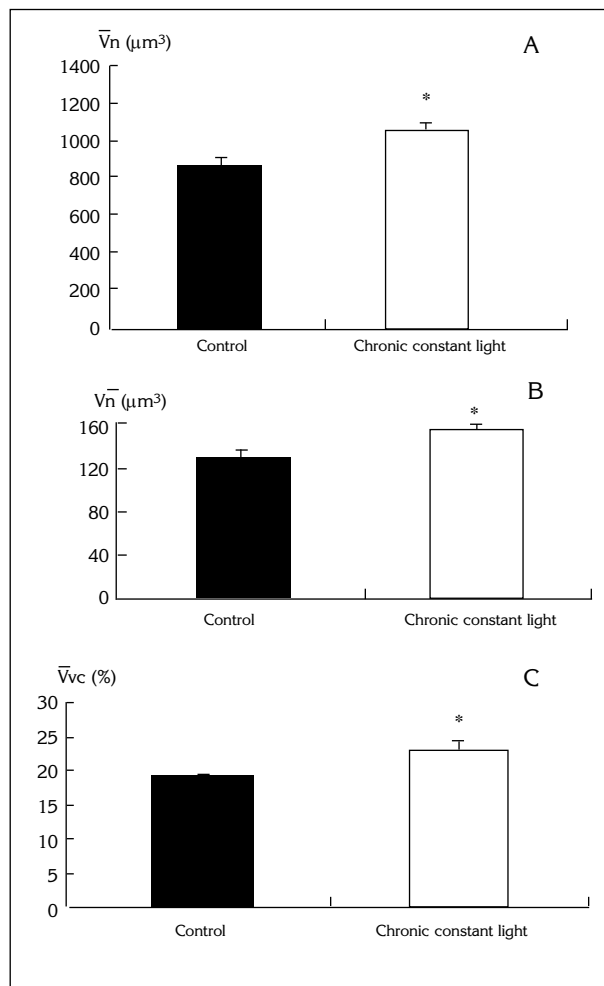 V̅n (µm³)
A
1400
1200
1000
800
600
400
200
0
*
Control
Chronic constant light
Vn̅ (µm³)
B
160
120
80
40
0
*
Control
Chronic constant light
V̅vc (%)
C
30
25
20
15
10
5
0
*
Control
Chronic constant light